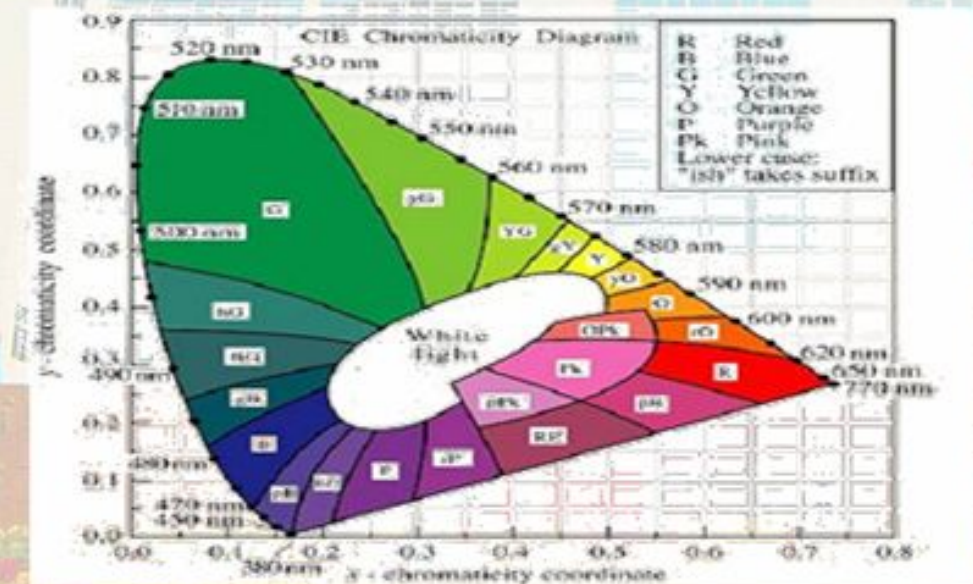 CIE Chromaticity Diagram
R Red
B Blue
G Green
Y Yellow
O Orange
P Purple
Pk Pink
Lower case:
"ish" takes suffix
y - chromaticity coordinate
0.9
0.8
0.7
0.6
0.5
0.4
0.3
0.2
0.1
0.0
520 nm
530 nm
510 nm
540 nm
550 nm
560 nm
570 nm
500 nm
580 nm
590 nm
600 nm
620 nm
490 nm
650 nm
770 nm
480 nm
470 nm
450 nm
380 nm
G
yG
YG
gY
Y
yO
O
rO
OPk
White
Light
Pk
R
pPk
pR
RP
rP
P
B
0.0 0.1 0.2 0.3 0.4 0.5 0.6 0.7 0.8
x - chromaticity coordinate